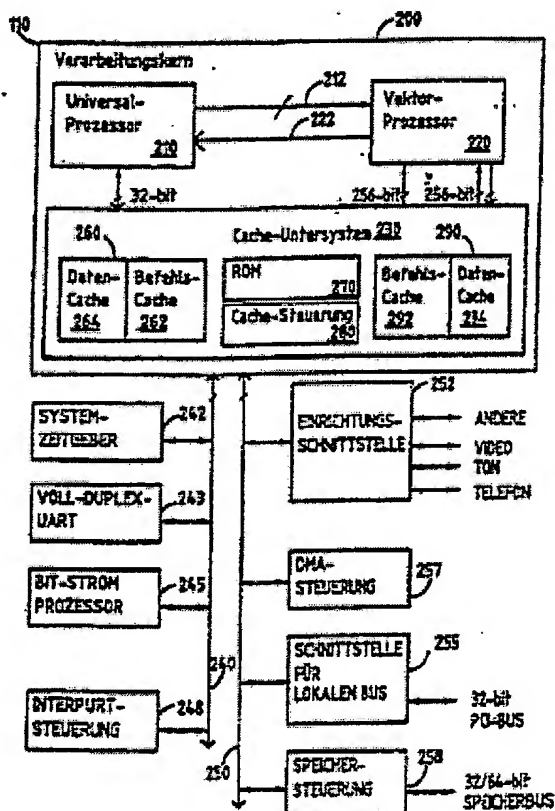 110
200
Verarbeitungskern
Universal-
Prozessor
210
212
222
Vektor-
Prozessor
220
32-bit
256-bit
256-bit
260
Cache-Untersystem 230
290
Daten-
Cache
264
Befehls-
Cache
262
ROM
270
Cache-Steuerung
280
Befehls-
Cache
292
Daten-
Cache
294
SYSTEM-
ZEITGEBER
242
VOLL-DUPLEX-
UART
243
BIT-STROM
PROZESSOR
245
INTERPURT-
STEUERUNG
248
240
250
252
EINRICHTUNGS-
SCHNITTSTELLE
ANDERE
VIDEO
TON
TELEFON
DMA-
STEUERUNG
257
SCHNITTSTELLE
FÜR
LOKALEN BUS
255
32-bit
PCI-BUS
SPEICHER-
STEUERUNG
258
32/64-bit
SPEICHERBUS